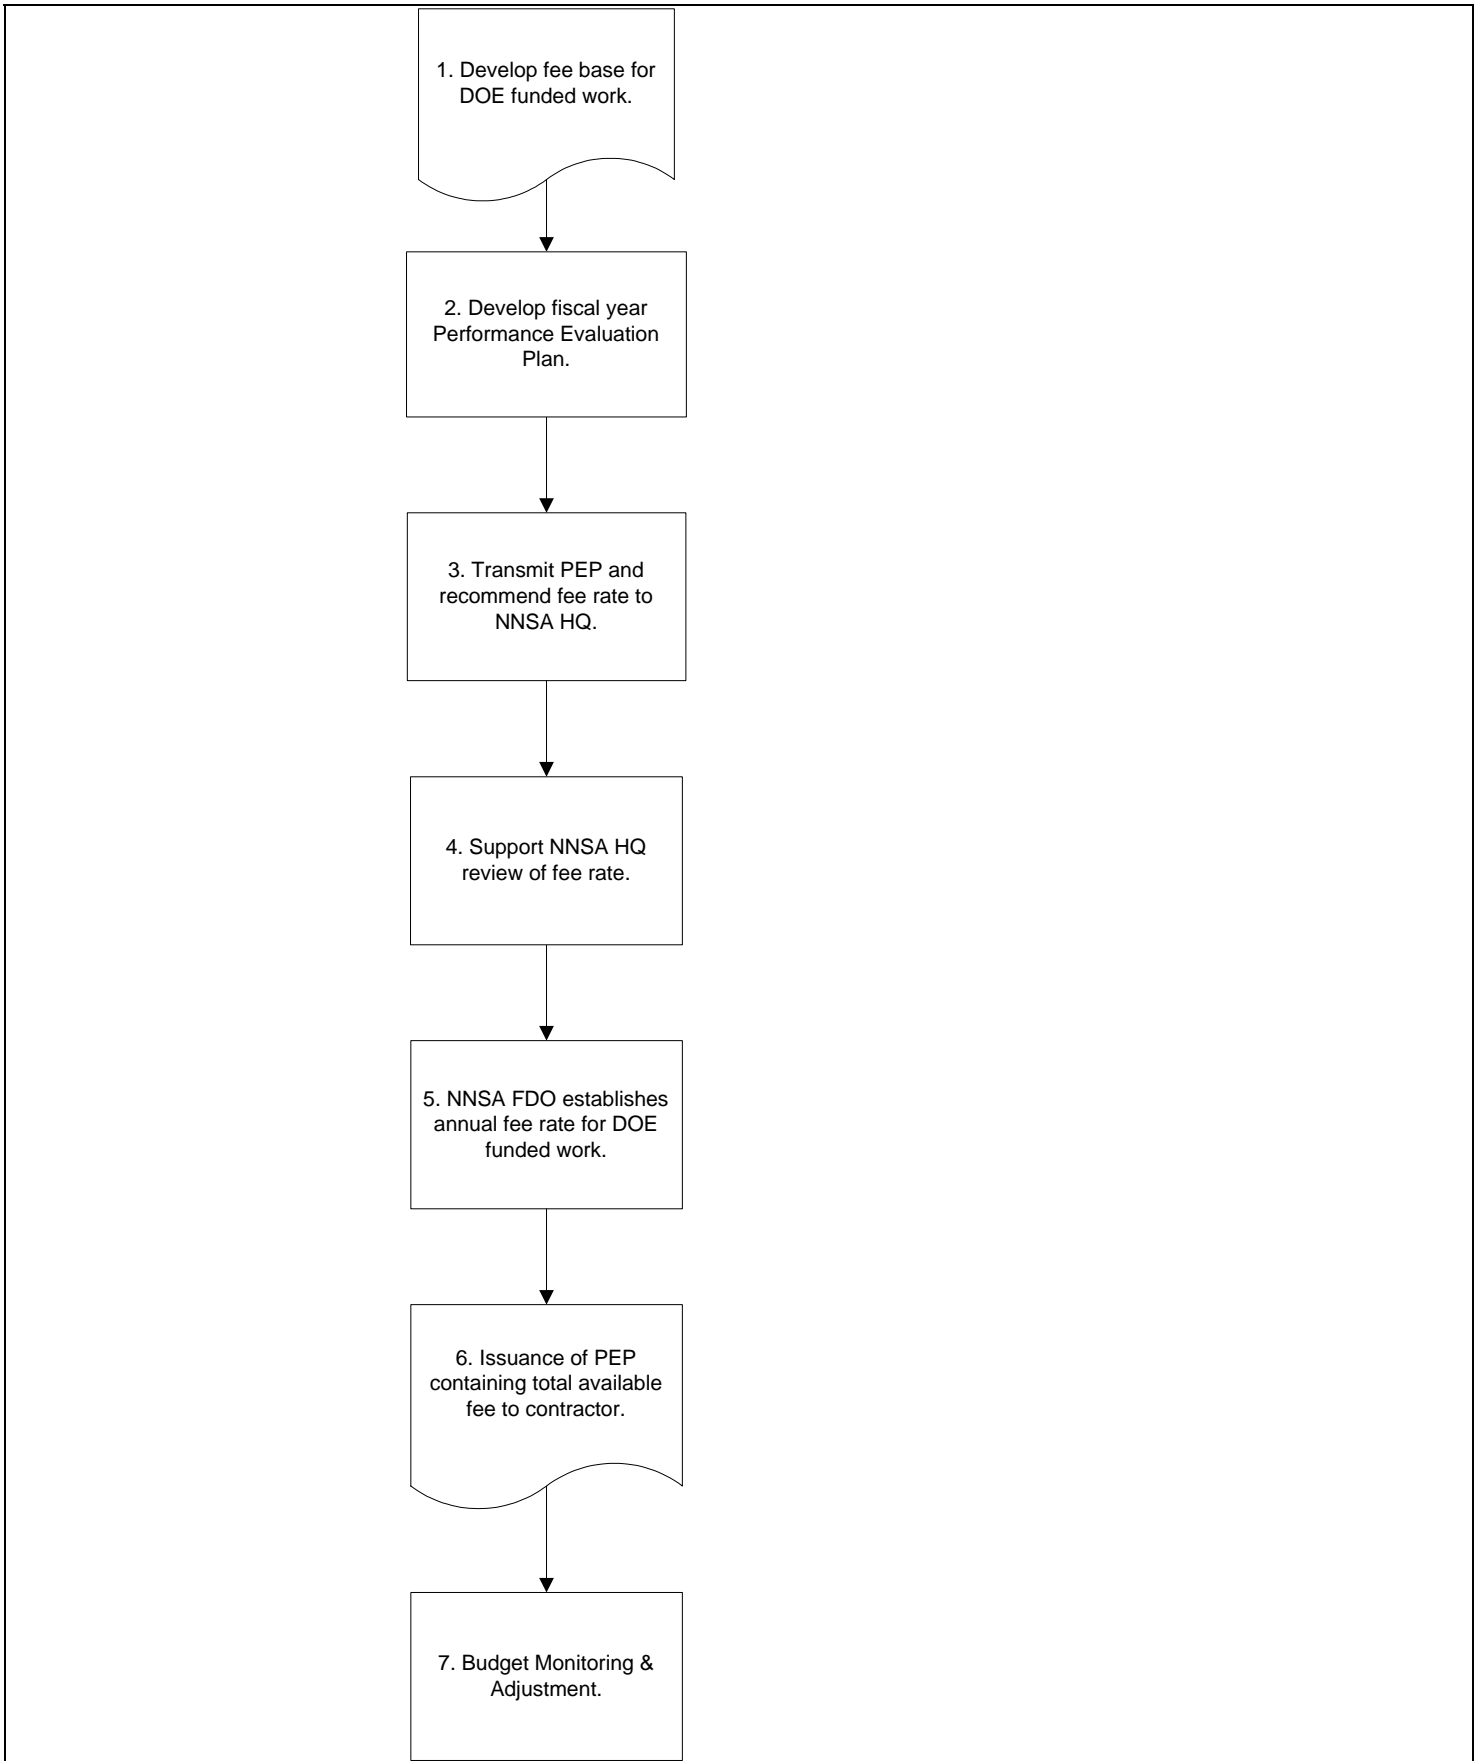 1. Develop fee base for
DOE funded work.
2. Develop fiscal year
Performance Evaluation
Plan.
3. Transmit PEP and
recommend fee rate to
NNSA HQ.
4. Support NNSA HQ
review of fee rate.
5. NNSA FDO establishes
annual fee rate for DOE
funded work.
6. Issuance of PEP
containing total available
fee to contractor.
7. Budget Monitoring &
Adjustment.